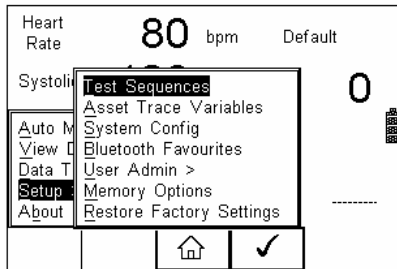 Heart
Rate
80 bpm
Default
Systoli
0
Auto M
View D
Data T
Setup
About
Test Sequences
Asset Trace Variables
System Config
Bluetooth Favourites
User Admin >
Memory Options
Restore Factory Settings
---------